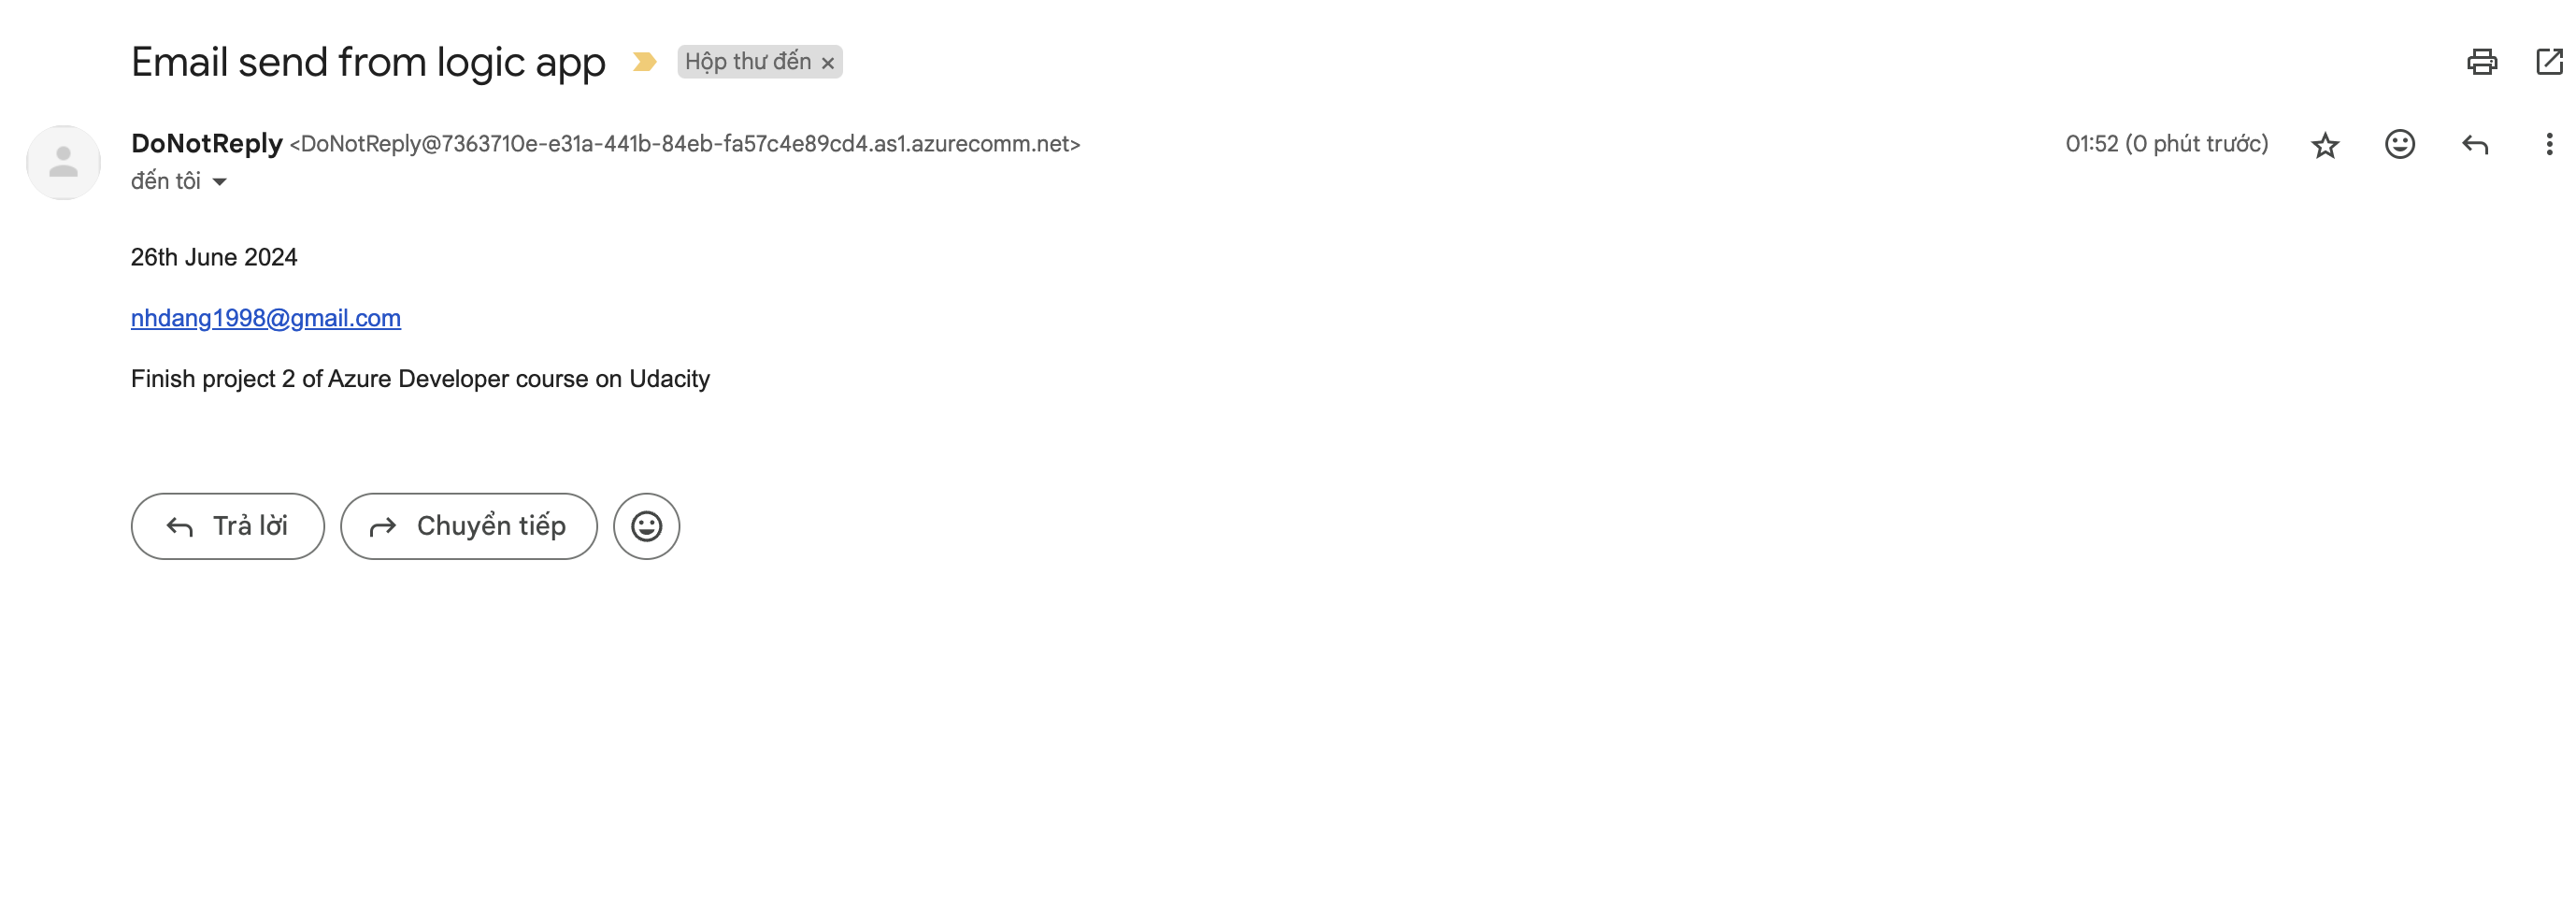 Email send from logic app Hộp thư đến ×
DoNotReply <DoNotReply@7363710e-e31a-441b-84eb-fa57c4e89cd4.as1.azurecomm.net> 01:52 (0 phút trước)
đến tôi
26th June 2024
nhdang1998@gmail.com
Finish project 2 of Azure Developer course on Udacity
Trả lời Chuyển tiếp